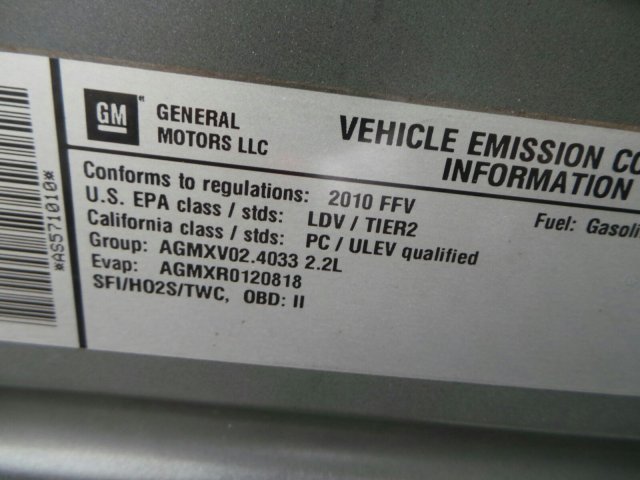 GM
GENERAL
MOTORS LLC
VEHICLE EMISSION CO
INFORMATION
Conforms to regulations: 2010 FFV
U.S. EPA class / stds: LDV / TIER2
Fuel: Gasoli
California class / stds: PC / ULEV qualified
Group: AGMXV02.4033 2.2L
Evap: AGMXR0120818
SFI/HO2S/TWC, OBD: II
*AS571010*